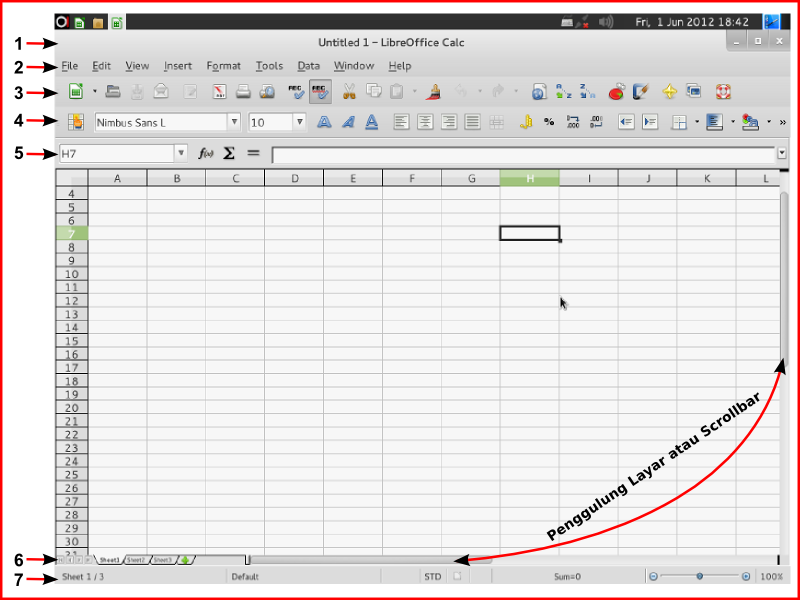 Fri, 1 Jun 2012 18:42
1 Untitled 1 – LibreOffice Calc
2 File Edit View Insert Format Tools Data Window Help
3 ABC ABC
4 Nimbus Sans L 10 A A A % »
5 H7 f(x) Σ =
A B C D E F G H I J K L
4
5
6
7
8
9
10
11
12
13
14
15
16
17
18
19
20
21
22
23
24
25
26
27
28
29
30
31
Penggulung Layar atau Scrollbar
6 Sheet1 Sheet2 Sheet3
7 Sheet 1 / 3 Default STD Sum=0 100%